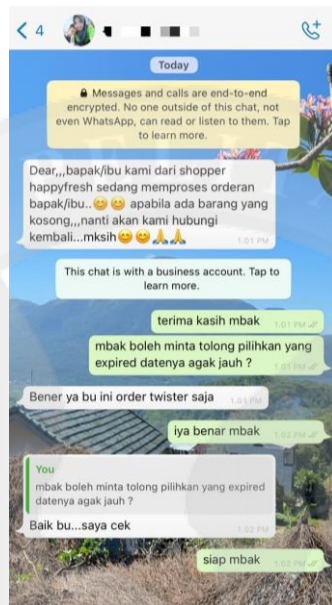 4
Today
Messages and calls are end-to-end
encrypted. No one outside of this chat, not
even WhatsApp, can read or listen to them. Tap
to learn more.
Dear,,,bapak/ibu kami dari shopper
happyfresh sedang memproses orderan
bapak/ibu..😊😊 apabila ada barang yang
kosong,,,nanti akan kami hubungi
kembali...mksih😊😊🙏🙏
1.01 PM
This chat is with a business account. Tap to
learn more.
terima kasih mbak 1.01 PM
mbak boleh minta tolong pilihkan yang
expired datenya agak jauh ? 1.01 PM
Bener ya bu ini order twister saja 1.01 PM
iya benar mbak 1.02 PM
You
mbak boleh minta tolong pilihkan yang expired
datenya agak jauh ?
Baik bu...saya cek 1.02 PM
siap mbak 1.02 PM